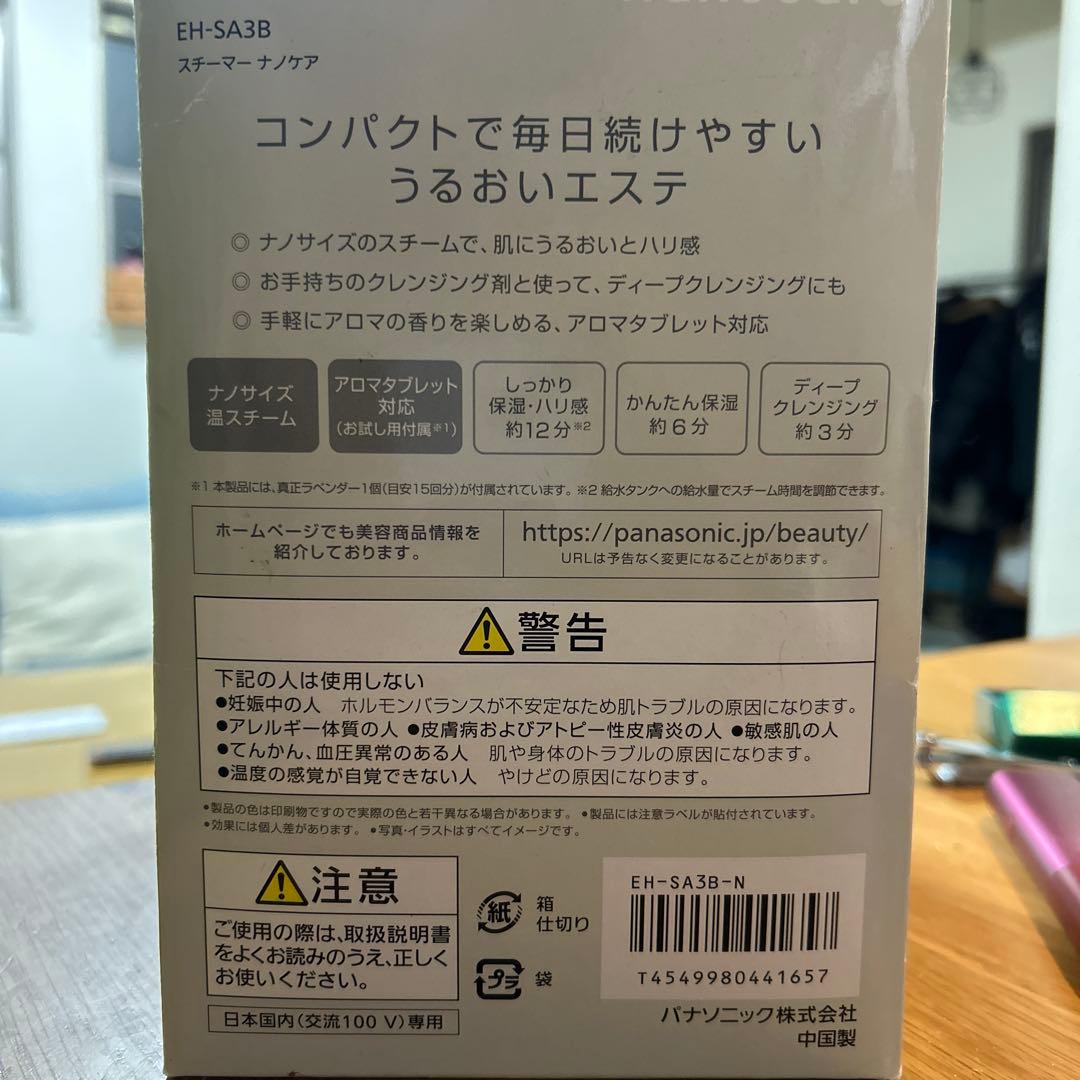 EH-SA3B
スチーマー ナノケア
コンパクトで毎日続けやすい
うるおいエステ
◎ ナノサイズのスチームで、肌にうるおいとハリ感
◎ お手持ちのクレンジング剤と使って、ディープクレンジングにも
◎ 手軽にアロマの香りを楽しめる、アロマタブレット対応
ナノサイズ
温スチーム
アロマタブレット
対応
(お試し用付属※1)
しっかり
保湿・ハリ感
約12分※2
かんたん保湿
約6分
ディープ
クレンジング
約3分
※1 本製品には、真正ラベンダー1個(目安15回分)が付属されています。※2 給水タンクへの給水量でスチーム時間を調節できます。
ホームページでも美容商品情報を
紹介しております。
https://panasonic.jp/beauty/
URLは予告なく変更になることがあります。
警告
下記の人は使用しない
●妊娠中の人 ホルモンバランスが不安定なため肌トラブルの原因になります。
●アレルギー体質の人 ●皮膚病およびアトピー性皮膚炎の人 ●敏感肌の人
●てんかん、血圧異常のある人 肌や身体のトラブルの原因になります。
●温度の感覚が自覚できない人 やけどの原因になります。
●製品の色は印刷物ですので実際の色と若干異なる場合があります。 ●製品には注意ラベルが貼付されています。
●効果には個人差があります。 ●写真・イラストはすべてイメージです。
注意
ご使用の際は、取扱説明書
をよくお読みのうえ、正しく
お使いください。
日本国内(交流100 V)専用
紙
箱
仕切り
プラ
袋
EH-SA3B-N
T4549980441657
パナソニック株式会社
中国製